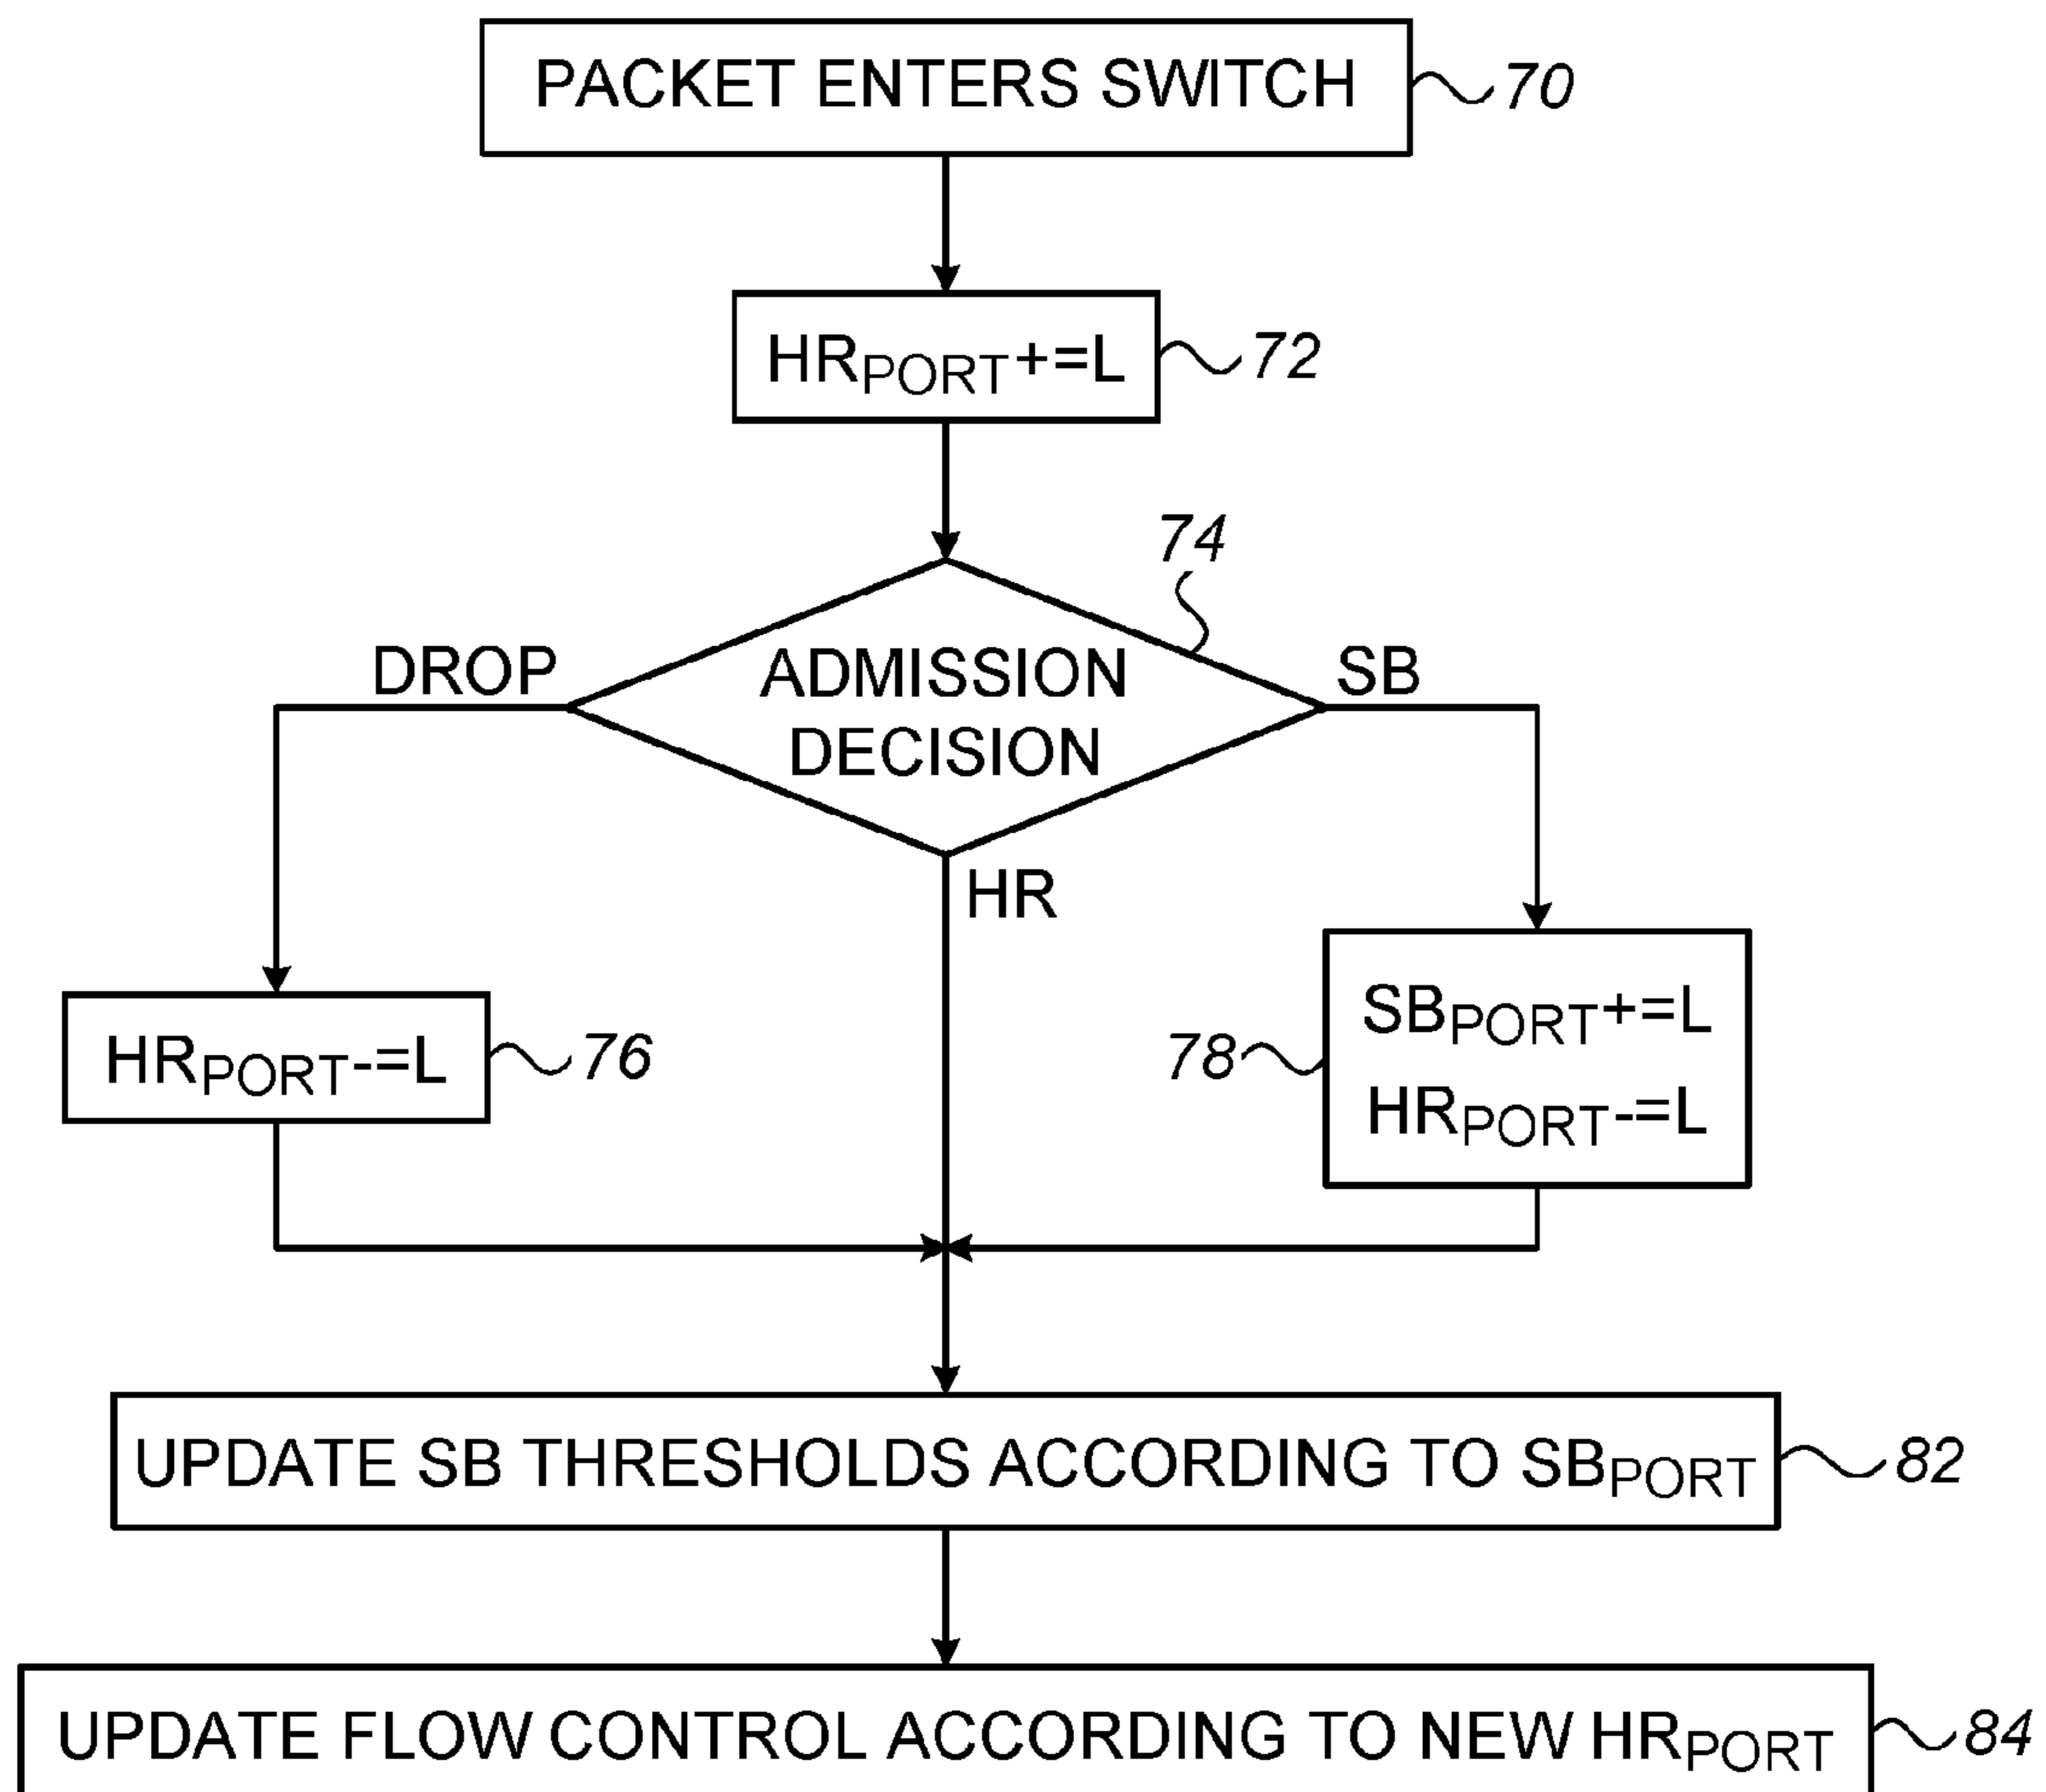 PACKET ENTERS SWITCH
70
HRPORT+=L
72
74
DROP
ADMISSION
DECISION
SB
HR
HRPORT-=L
76
78
SBPORT+=L
HRPORT-=L
UPDATE SB THRESHOLDS ACCORDING TO SBPORT
82
UPDATE FLOW CONTROL ACCORDING TO NEW HRPORT
84